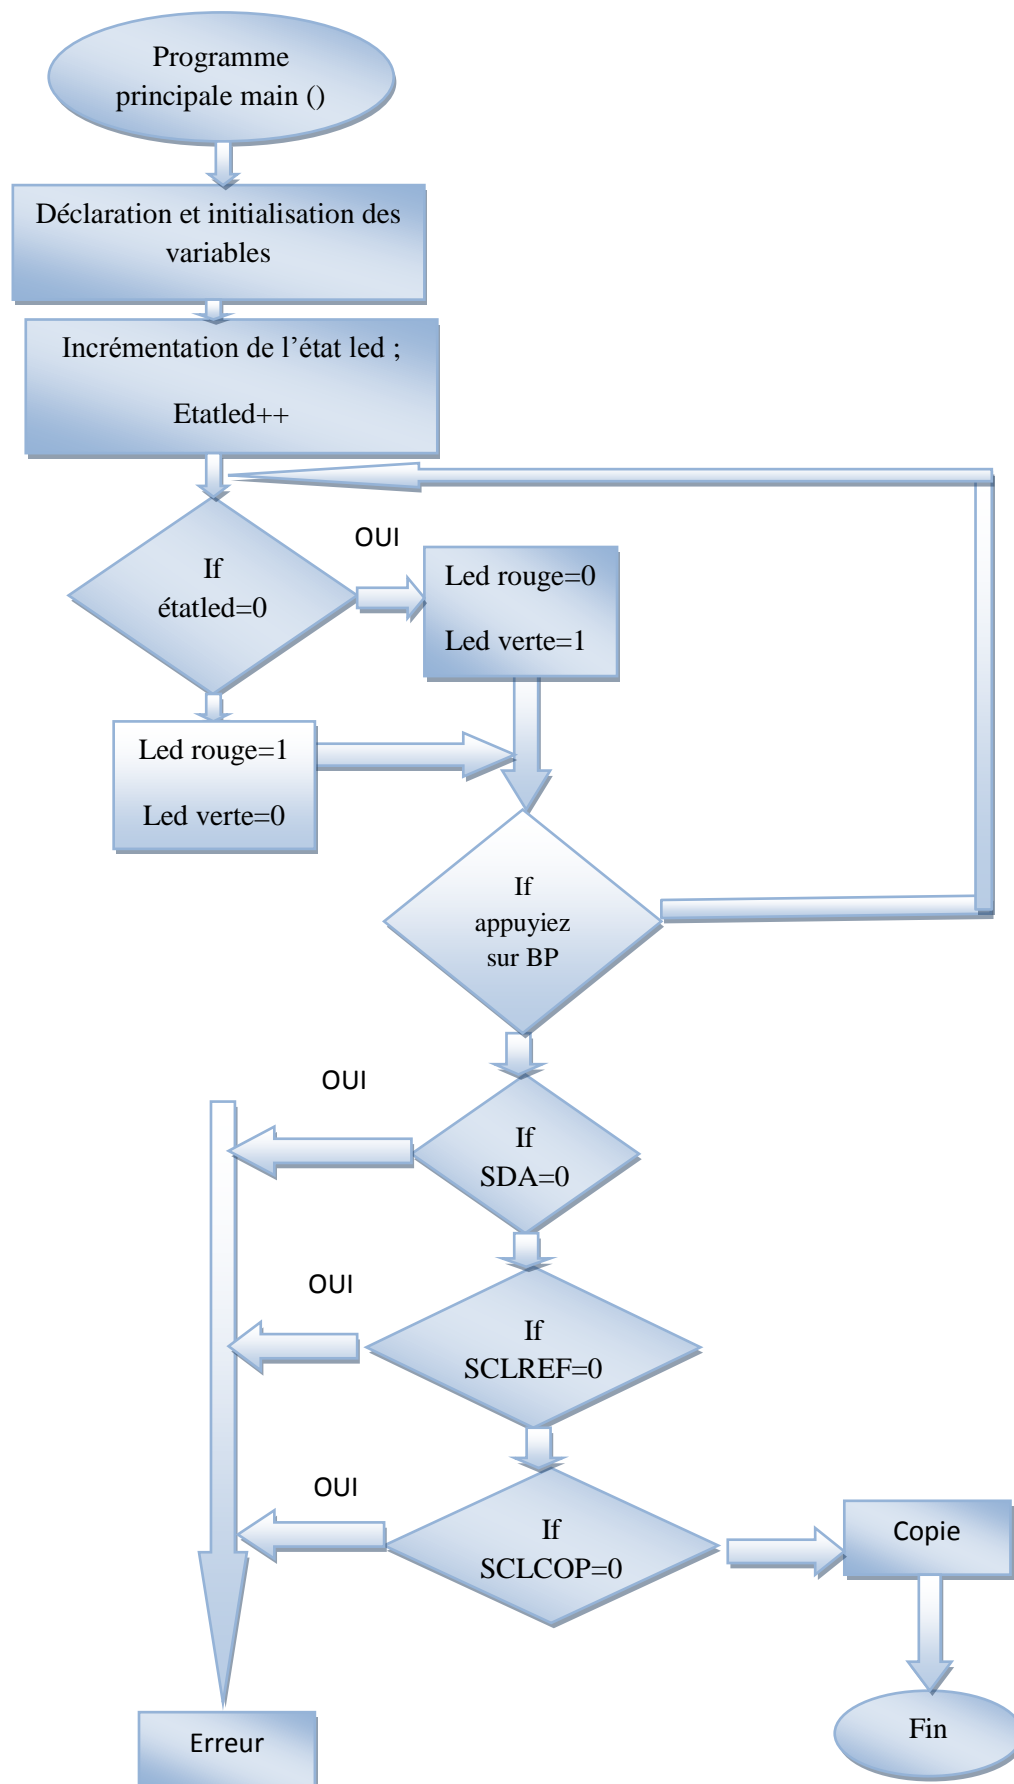 Programme
principale main ()
Déclaration et initialisation des
variables
Incrémentation de l’état led ;
Etatled++
If
étatled=0
OUI
Led rouge=0
Led verte=1
Led rouge=1
Led verte=0
If
appuyiez
sur BP
OUI
If
SDA=0
OUI
If
SCLREF=0
OUI
If
SCLCOP=0
Copie
Fin
Erreur